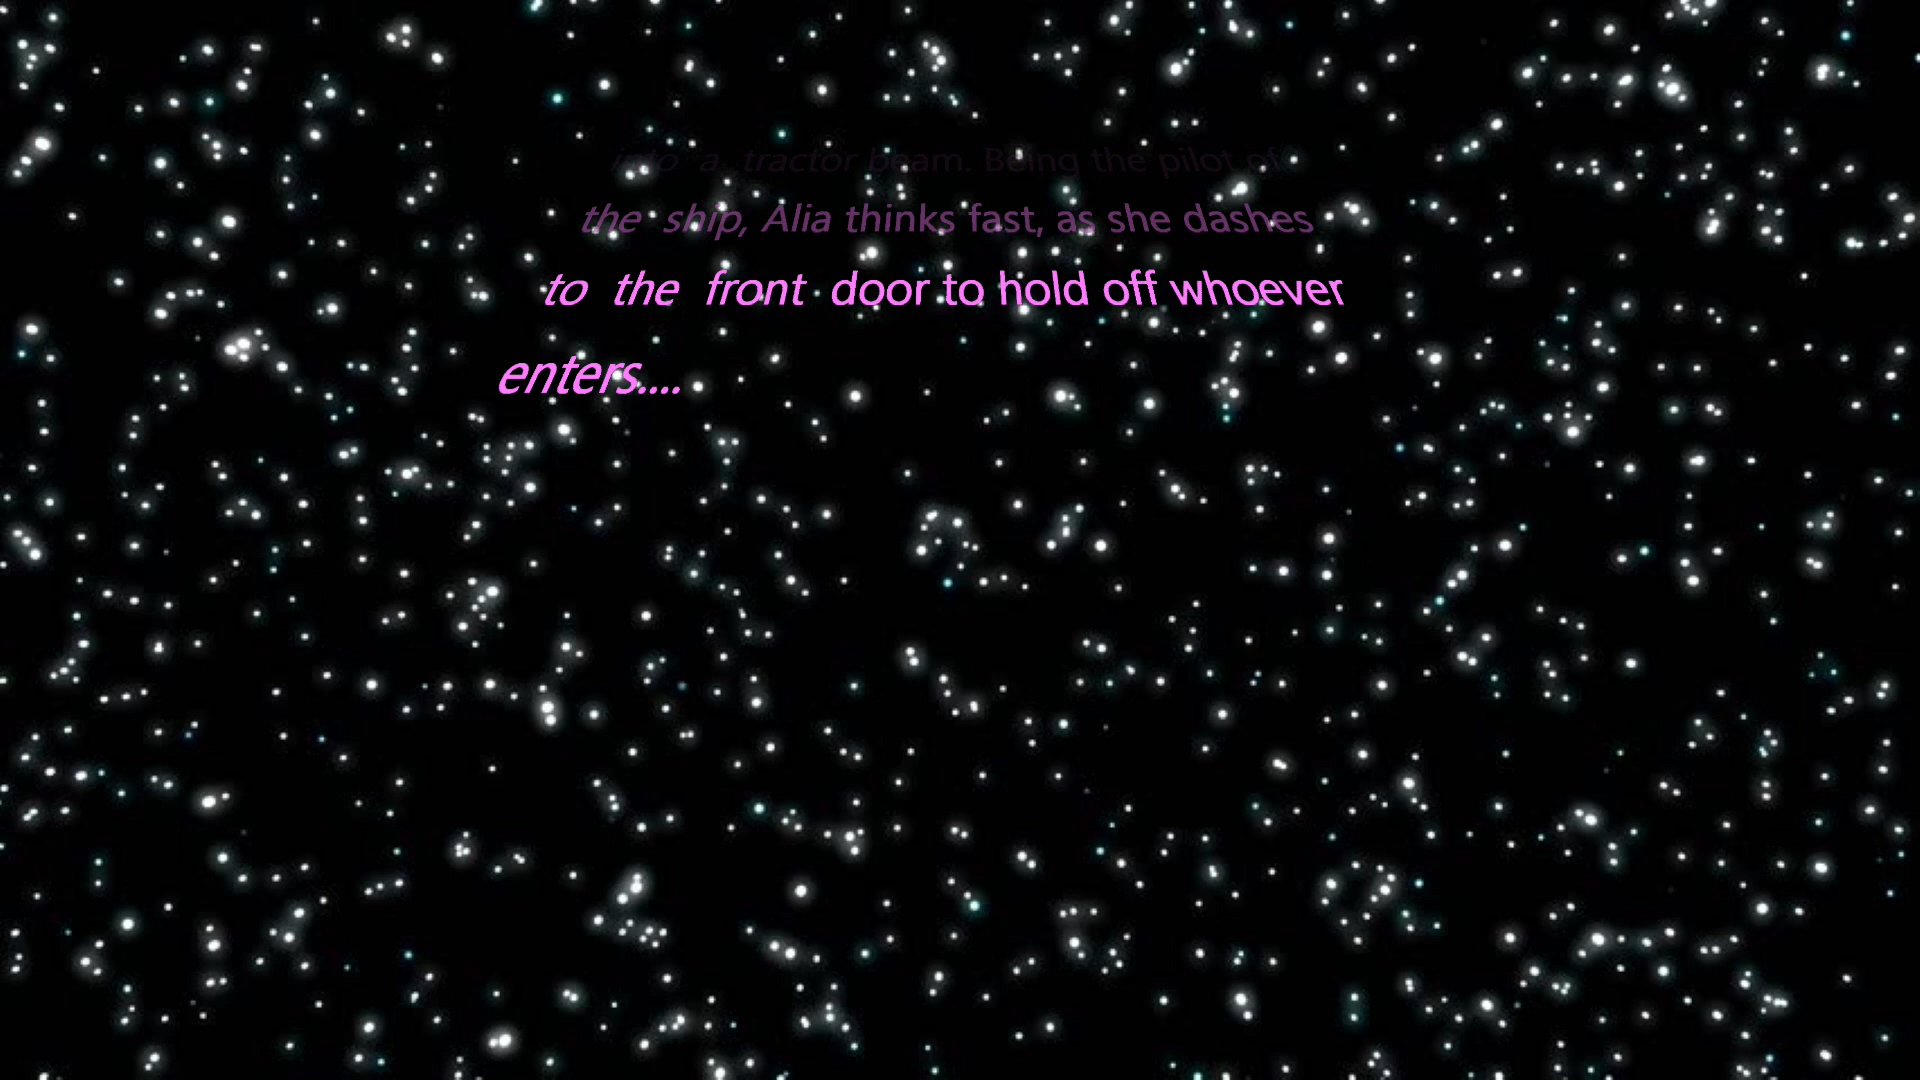 into a tractor beam. Being the pilot of
the ship, Alia thinks fast, as she dashes
to the front door to hold off whoever
enters....